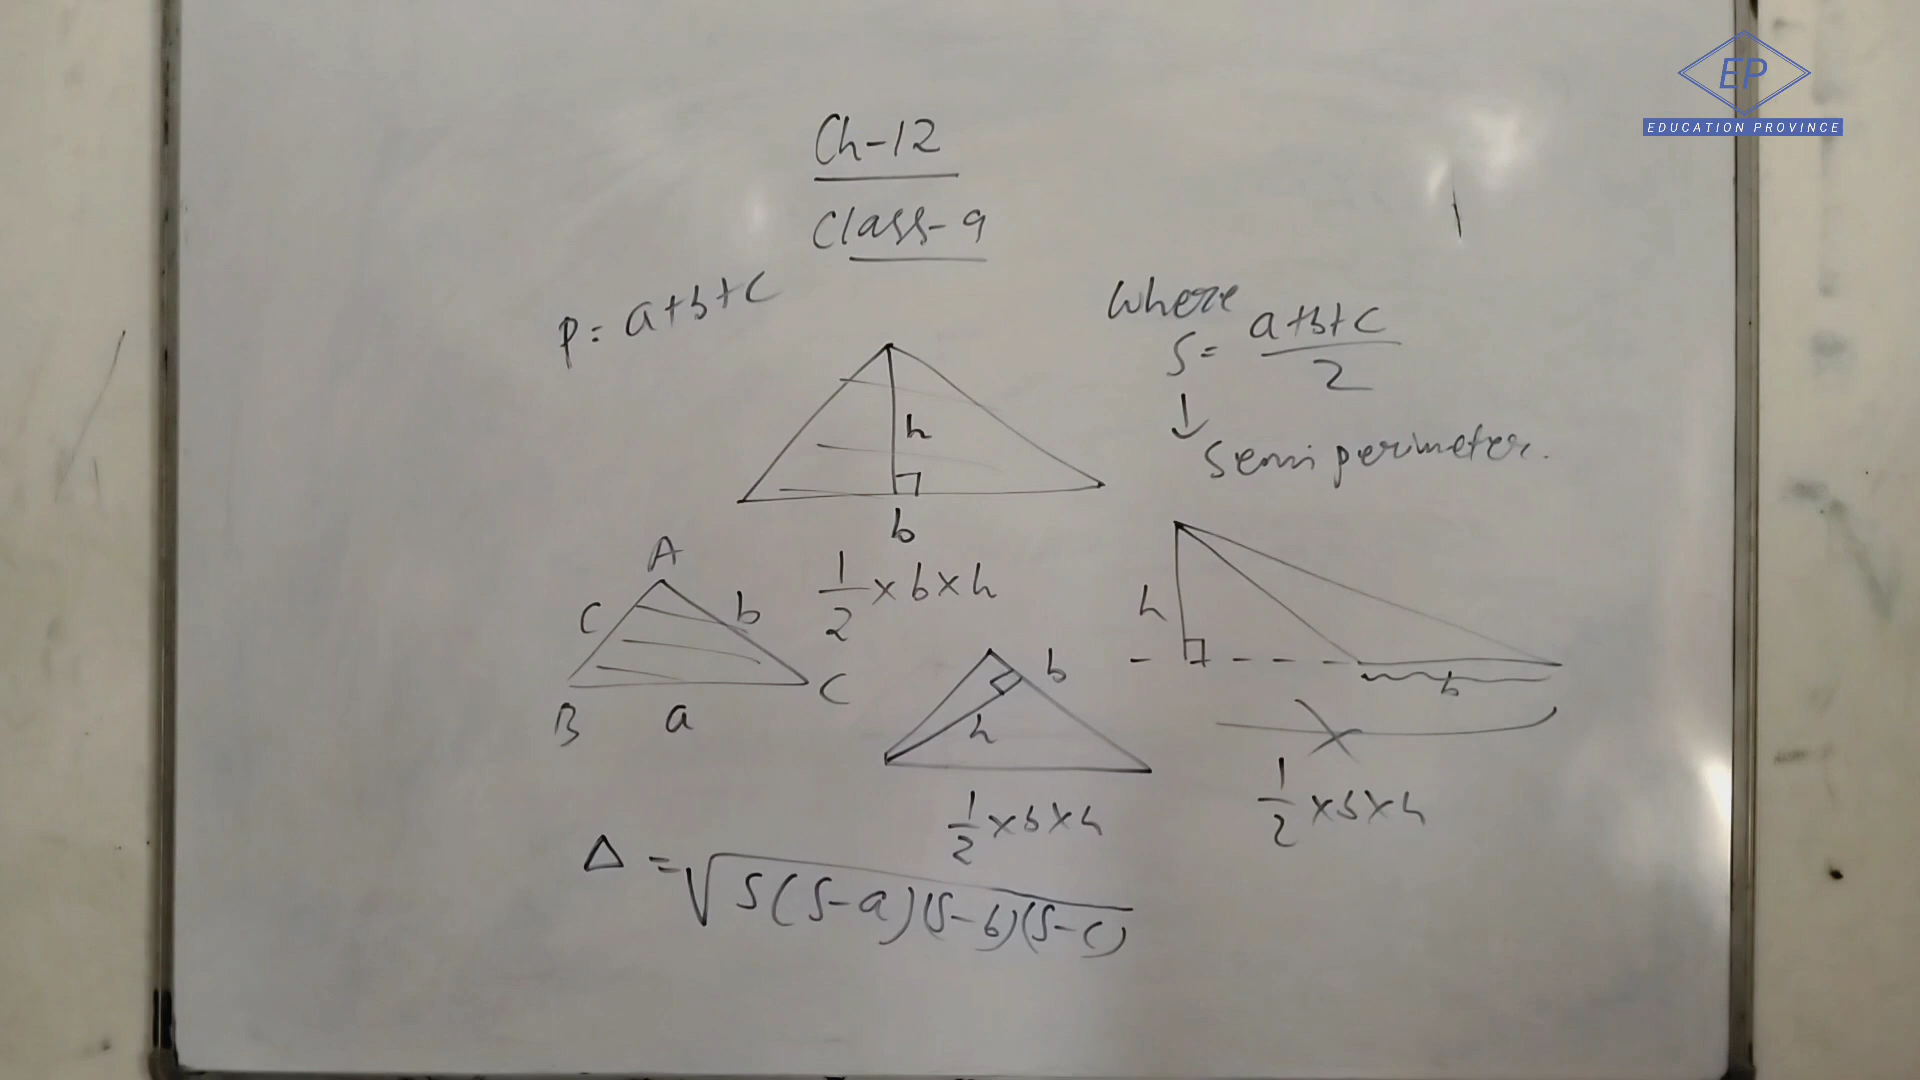 EP
EDUCATION PROVINCE
Ch-12
Class-9
P = a+b+c
where
S = a+b+c / 2
↓
Semi perimeter.
h
b
1/2 × b × h
A
c
b
B
a
C
h
b
1/2 × b × h
b
h
1/2 × b × h
Δ = √S(S-a)(S-b)(S-c)